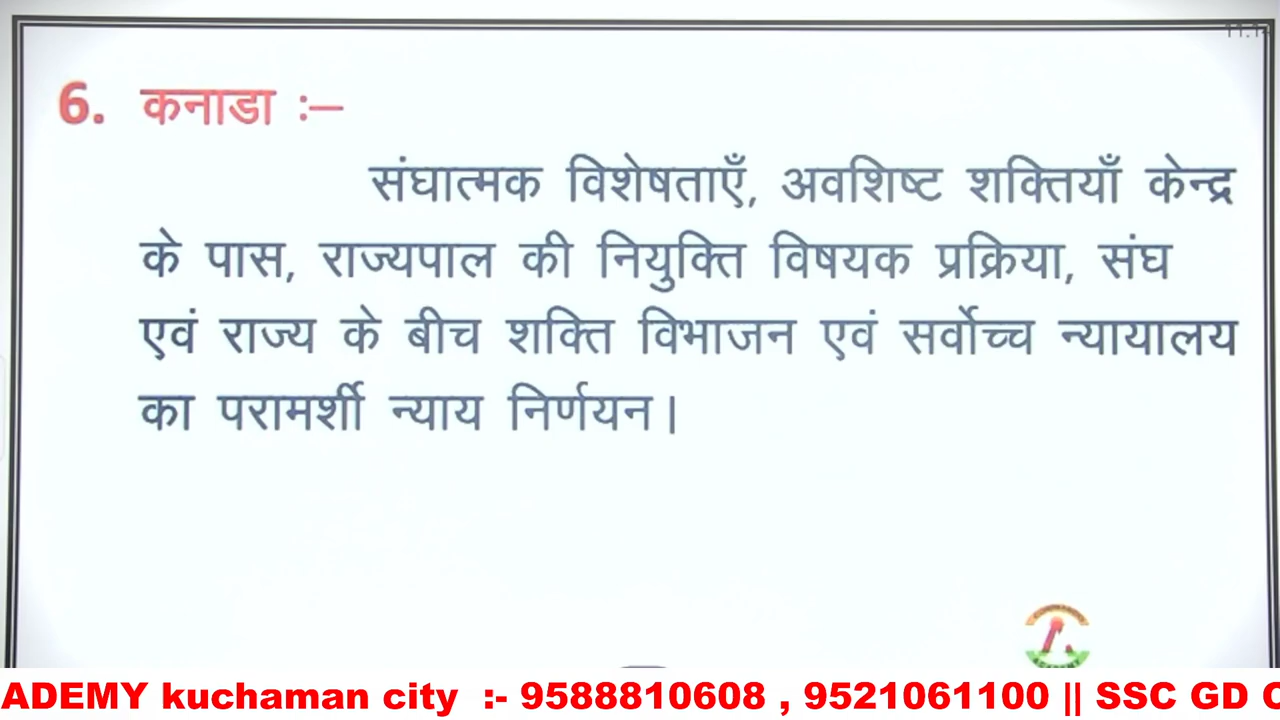 6. कनाडा :–
संघात्मक विशेषताएँ, अवशिष्ट शक्तियाँ केन्द्र
के पास, राज्यपाल की नियुक्ति विषयक प्रक्रिया, संघ
एवं राज्य के बीच शक्ति विभाजन एवं सर्वोच्च न्यायालय
का परामर्शी न्याय निर्णयन।
ADEMY kuchaman city :- 9588810608 , 9521061100 || SSC GD